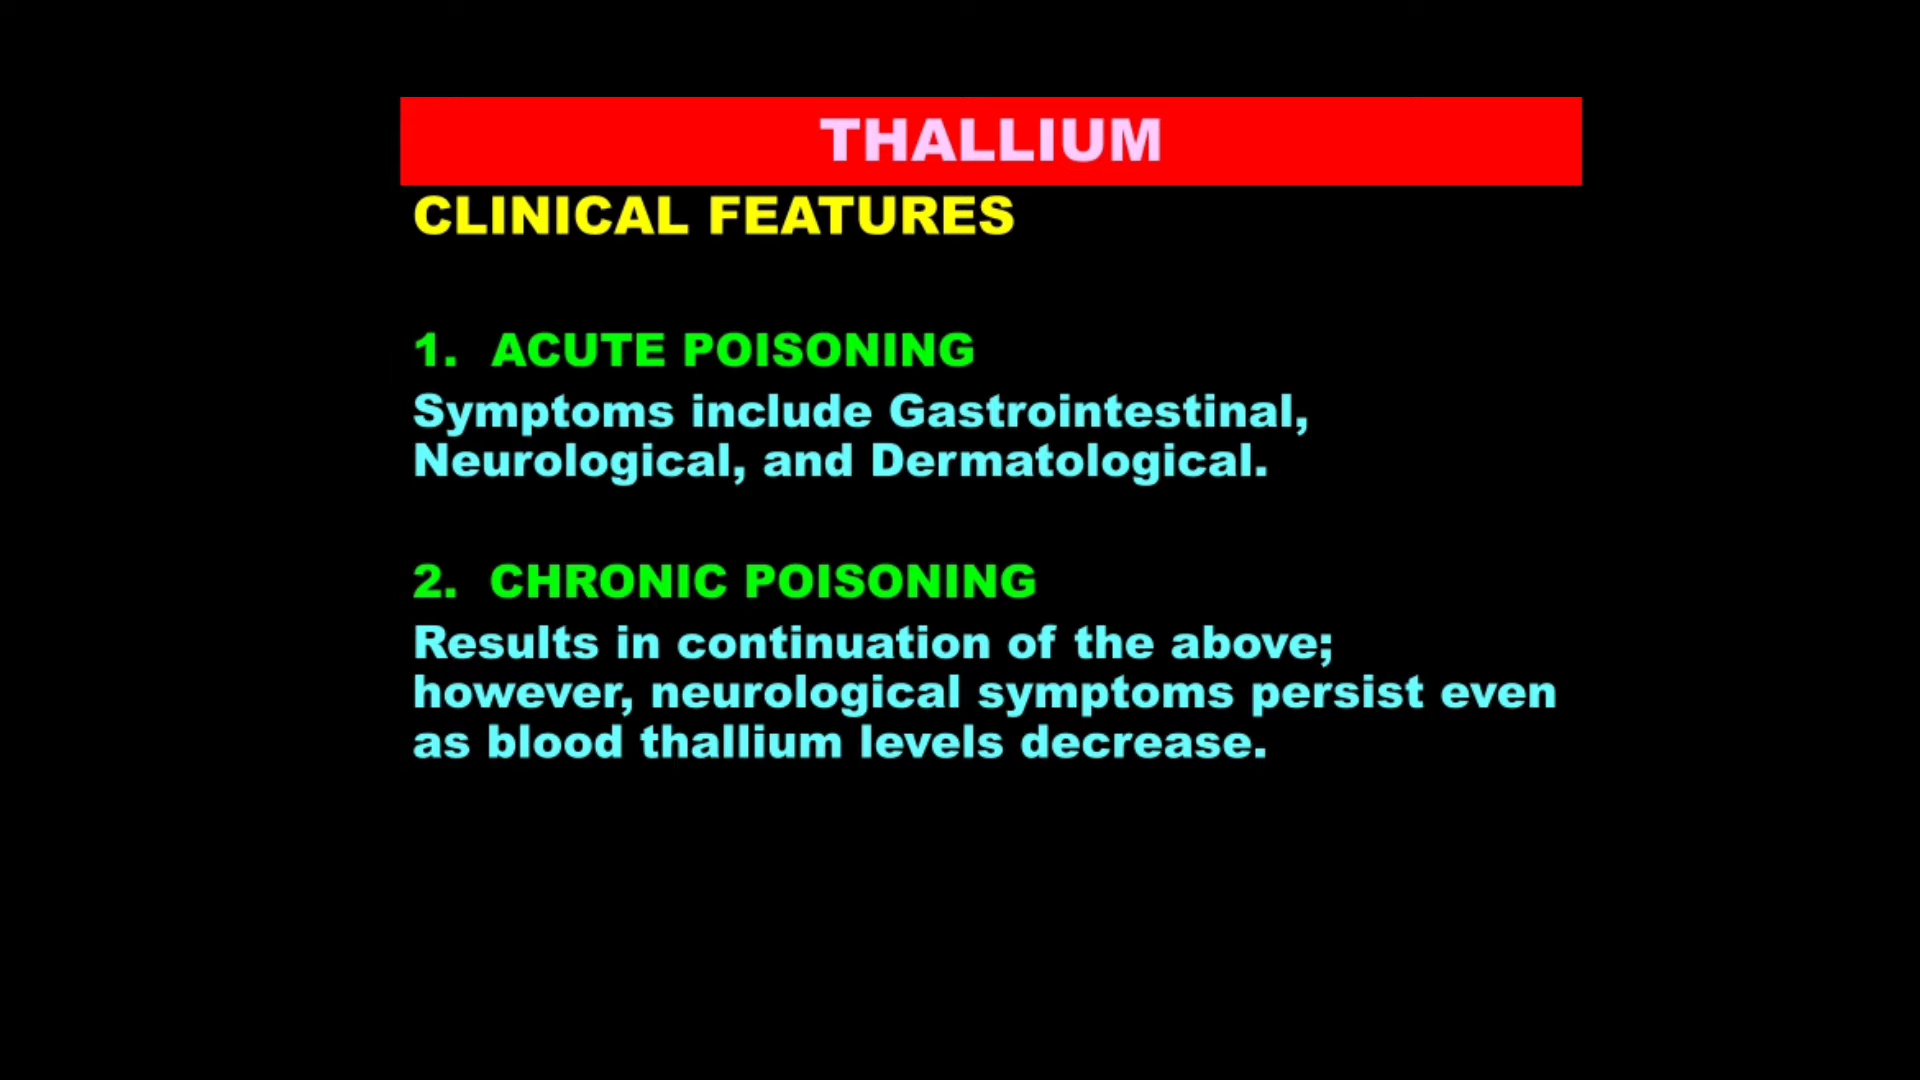 THALLIUM
CLINICAL FEATURES
1. ACUTE POISONING
Symptoms include Gastrointestinal,
Neurological, and Dermatological.
2. CHRONIC POISONING
Results in continuation of the above;
however, neurological symptoms persist even
as blood thallium levels decrease.